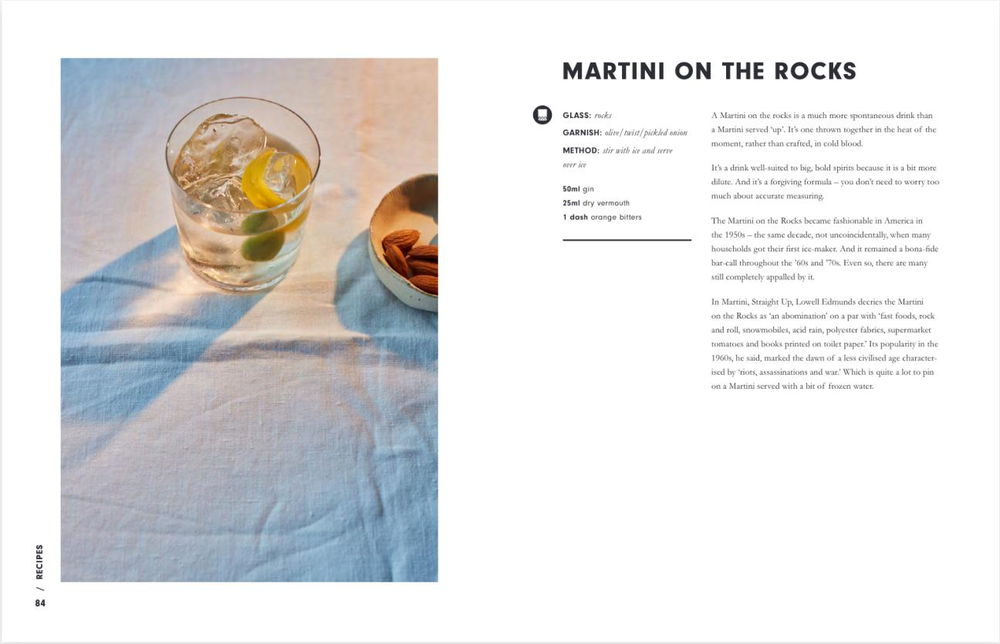 MARTINI ON THE ROCKS
GLASS: rocks
GARNISH: olive/twist/pickled onion
METHOD: stir with ice and serve
over ice
50ml gin
25ml dry vermouth
1 dash orange bitters
A Martini on the rocks is a much more spontaneous drink than
a Martini served ‘up’. It’s one thrown together in the heat of the
moment, rather than crafted, in cold blood.
It’s a drink well-suited to big, bold spirits because it is a bit more
dilute. And it’s a forgiving formula – you don’t need to worry too
much about accurate measuring.
The Martini on the Rocks became fashionable in America in
the 1950s – the same decade, not uncoincidentally, when many
households got their first ice-maker. And it remained a bona-fide
bar-call throughout the ’60s and ’70s. Even so, there are many
still completely appalled by it.
In Martini, Straight Up, Lowell Edmunds decries the Martini
on the Rocks as ‘an abomination’ on a par with ‘fast foods, rock
and roll, snowmobiles, acid rain, polyester fabrics, supermarket
tomatoes and books printed on toilet paper.’ Its popularity in the
1960s, he said, marked the dawn of a less civilised age character-
ised by ‘riots, assassinations and war.’ Which is quite a lot to pin
on a Martini served with a bit of frozen water.
84 / RECIPES